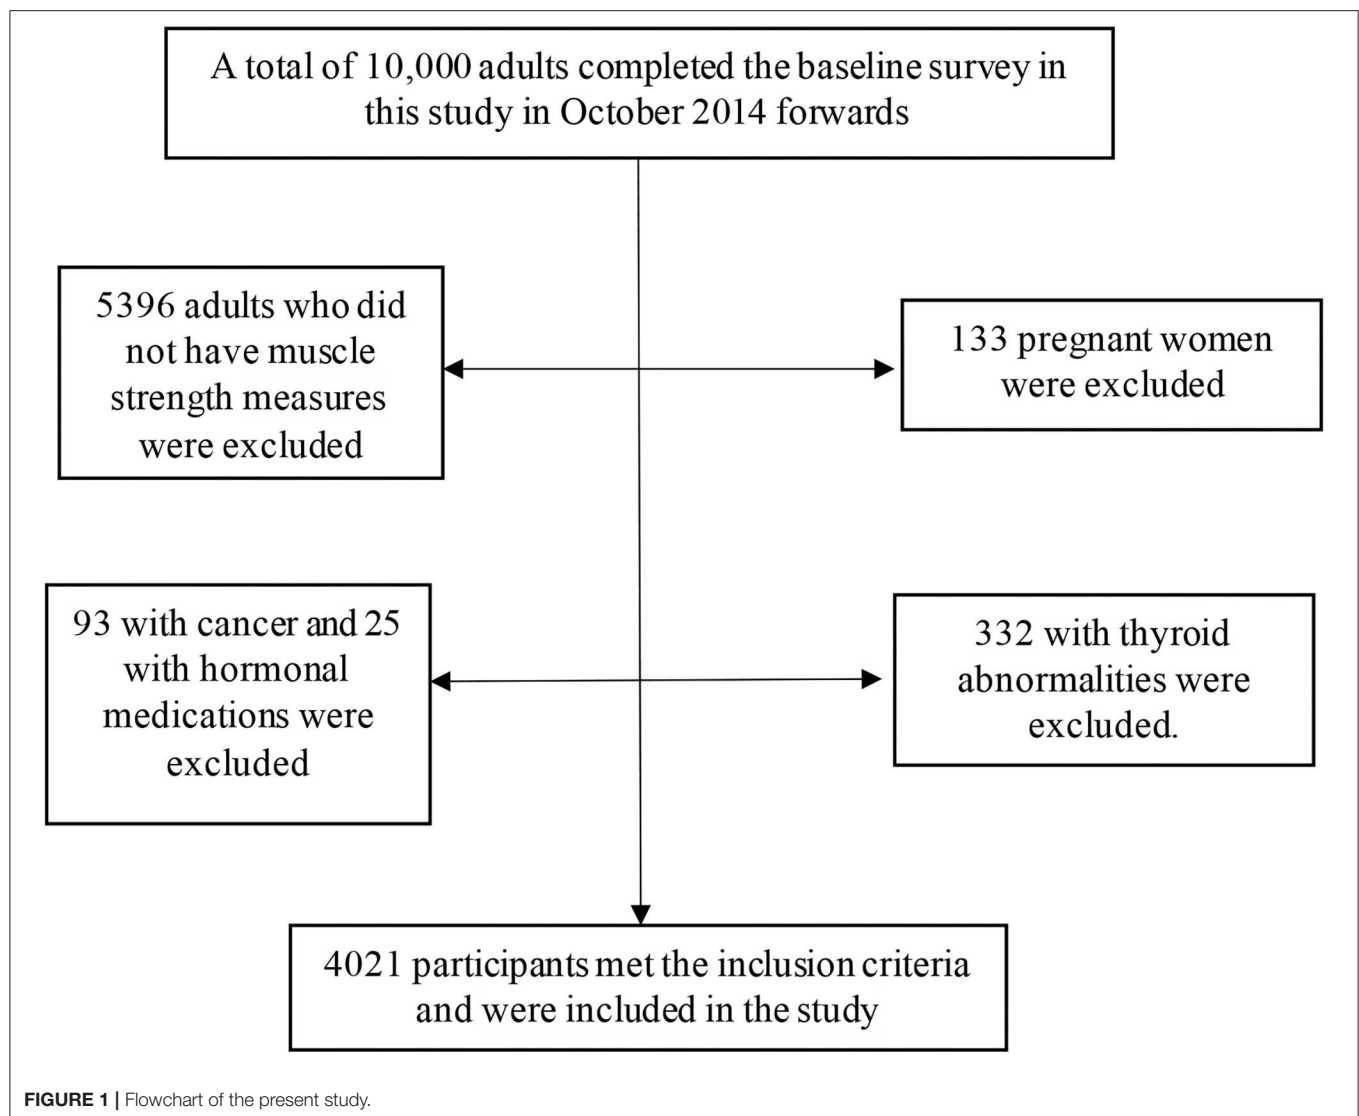 A total of 10,000 adults completed the baseline survey in
this study in October 2014 forwards
5396 adults who did
not have muscle
strength measures
were excluded
133 pregnant women
were excluded
93 with cancer and 25
with hormonal
medications were
excluded
332 with thyroid
abnormalities were
excluded.
4021 participants met the inclusion criteria
and were included in the study
FIGURE 1 | Flowchart of the present study.